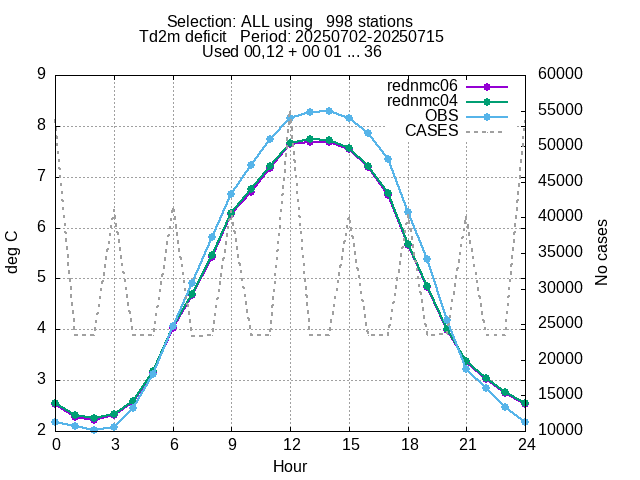 Selection: ALL using   998 stations
Td2m deficit   Period: 20250702-20250715
Used 00,12 + 00 01 ... 36
rednmc06
rednmc04
OBS
CASES
9
8
7
6
5
4
3
2
deg C
60000
55000
50000
45000
40000
35000
30000
25000
20000
15000
10000
No cases
0 3 6 9 12 15 18 21 24
Hour